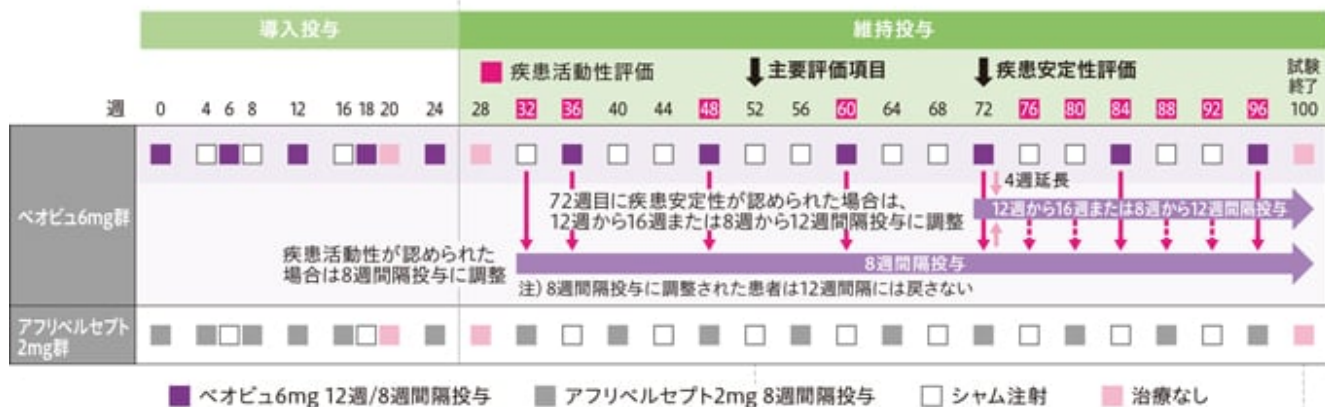 導入投与 維持投与
疾患活動性評価 主要評価項目 疾患安定性評価 試験終了
週 0 4 6 8 12 16 18 20 24 28 32 36 40 44 48 52 56 60 64 68 72 76 80 84 88 92 96 100
ベオビュ6mg群
4週延長
72週目に疾患安定性が認められた場合は、
12週から16週または8週から12週間隔投与に調整
12週から16週または8週から12週間隔投与
疾患活動性が認められた
場合は8週間隔投与に調整
8週間隔投与
注）8週間隔投与に調整された患者は12週間隔には戻さない
アフリベルセプト
2mg群
ベオビュ6mg 12週/8週間隔投与 アフリベルセプト2mg 8週間隔投与 シャム注射 治療なし